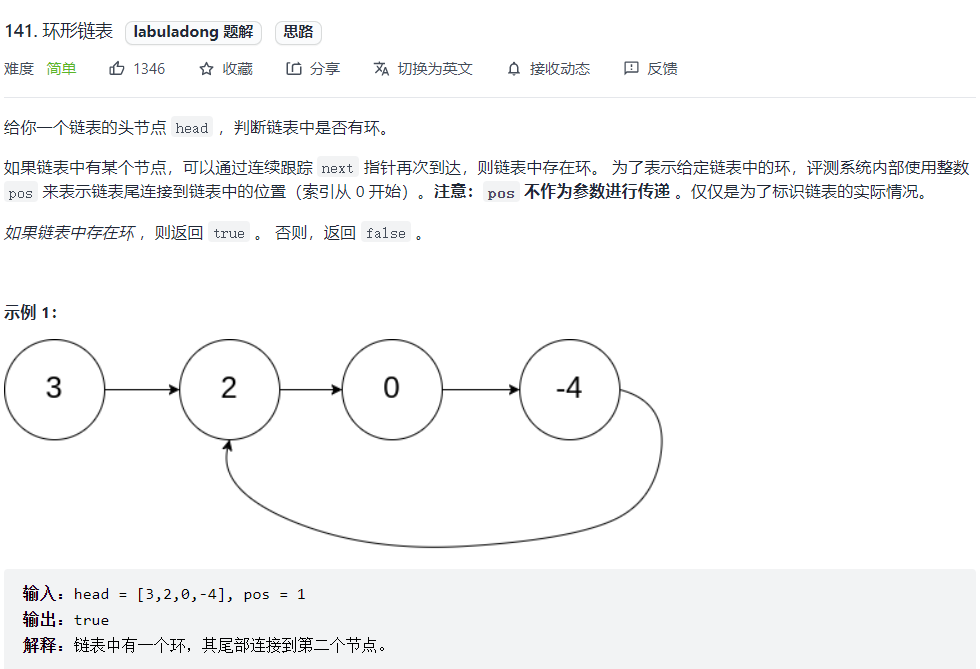 141. 环形链表 labuladong 题解 思路
难度 简单 1346 收藏 分享 切换为英文 接收动态 反馈
给你一个链表的头节点 head ，判断链表中是否有环。
如果链表中有某个节点，可以通过连续跟踪 next 指针再次到达，则链表中存在环。 为了表示给定链表中的环，评测系统内部使用整数
pos 来表示链表尾连接到链表中的位置（索引从 0 开始）。注意：pos 不作为参数进行传递 。仅仅是为了标识链表的实际情况。
如果链表中存在环 ，则返回 true 。 否则，返回 false 。
示例 1：
3 2 0 -4
输入：head = [3,2,0,-4], pos = 1
输出：true
解释：链表中有一个环，其尾部连接到第二个节点。